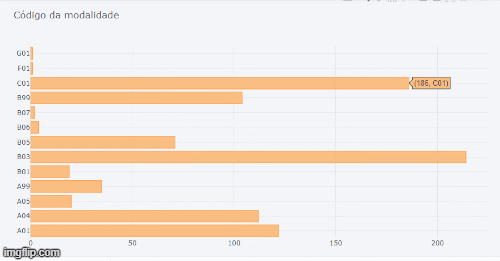 Código da modalidade
G01
F01
C01
(186, C01)
B99
B07
B06
B05
B03
B01
A99
A05
A04
A01
0 50 100 150 200
imgflip.com